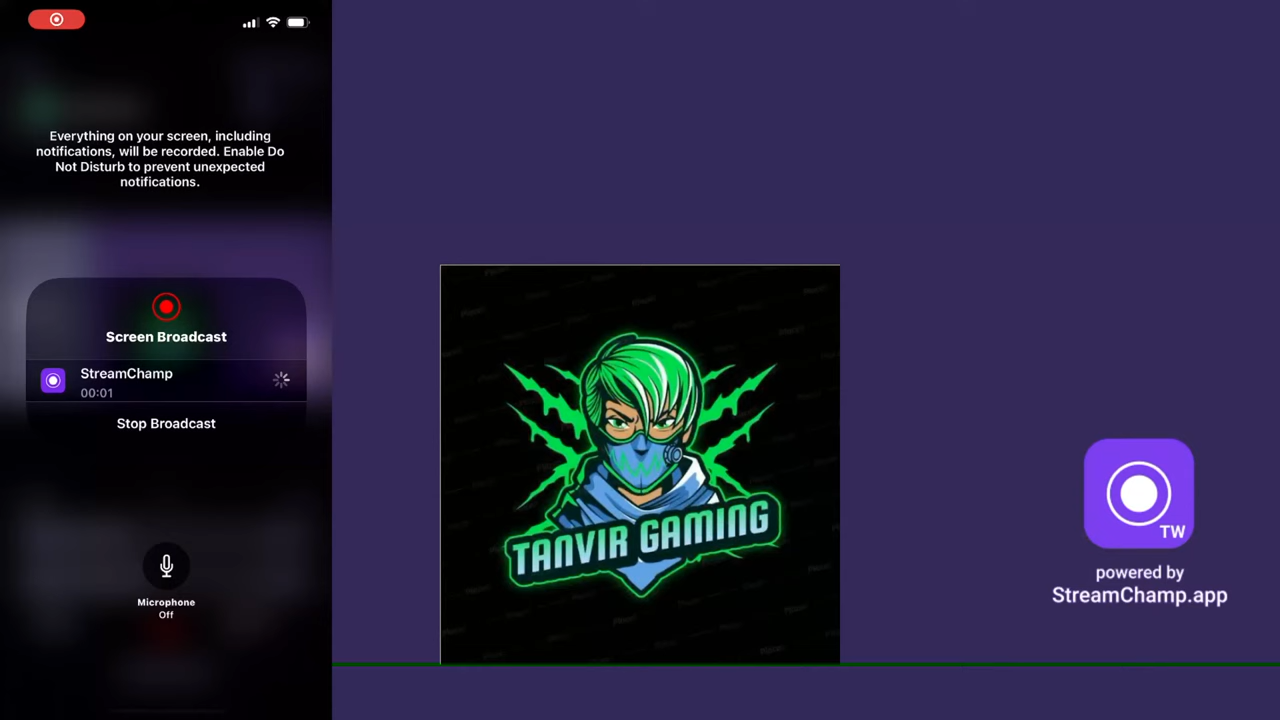 Everything on your screen, including
notifications, will be recorded. Enable Do
Not Disturb to prevent unexpected
notifications.
Screen Broadcast
StreamChamp
00:01
Stop Broadcast
Microphone
Off
TANVIR GAMING
TW
powered by
StreamChamp.app